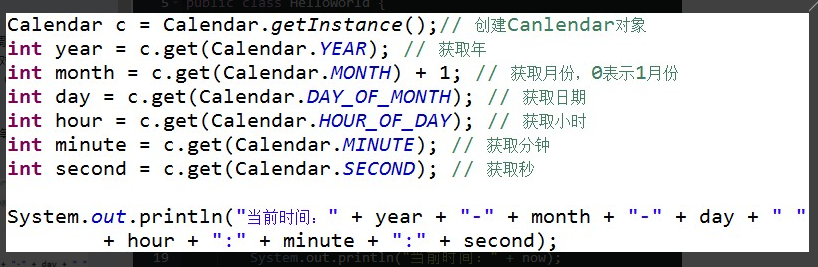 5 public class HelloWorld {
Calendar c = Calendar.getInstance();// 创建Canlendar对象
int year = c.get(Calendar.YEAR); // 获取年
int month = c.get(Calendar.MONTH) + 1; // 获取月份，0表示1月份
int day = c.get(Calendar.DAY_OF_MONTH); // 获取日期
int hour = c.get(Calendar.HOUR_OF_DAY); // 获取小时
int minute = c.get(Calendar.MINUTE); // 获取分钟
int second = c.get(Calendar.SECOND); // 获取秒
System.out.println("当前时间：" + year + "-" + month + "-" + day + " "
+ hour + ":" + minute + ":" + second);
"-" + day + " "
19 System.out.println("当前时间：" + now);